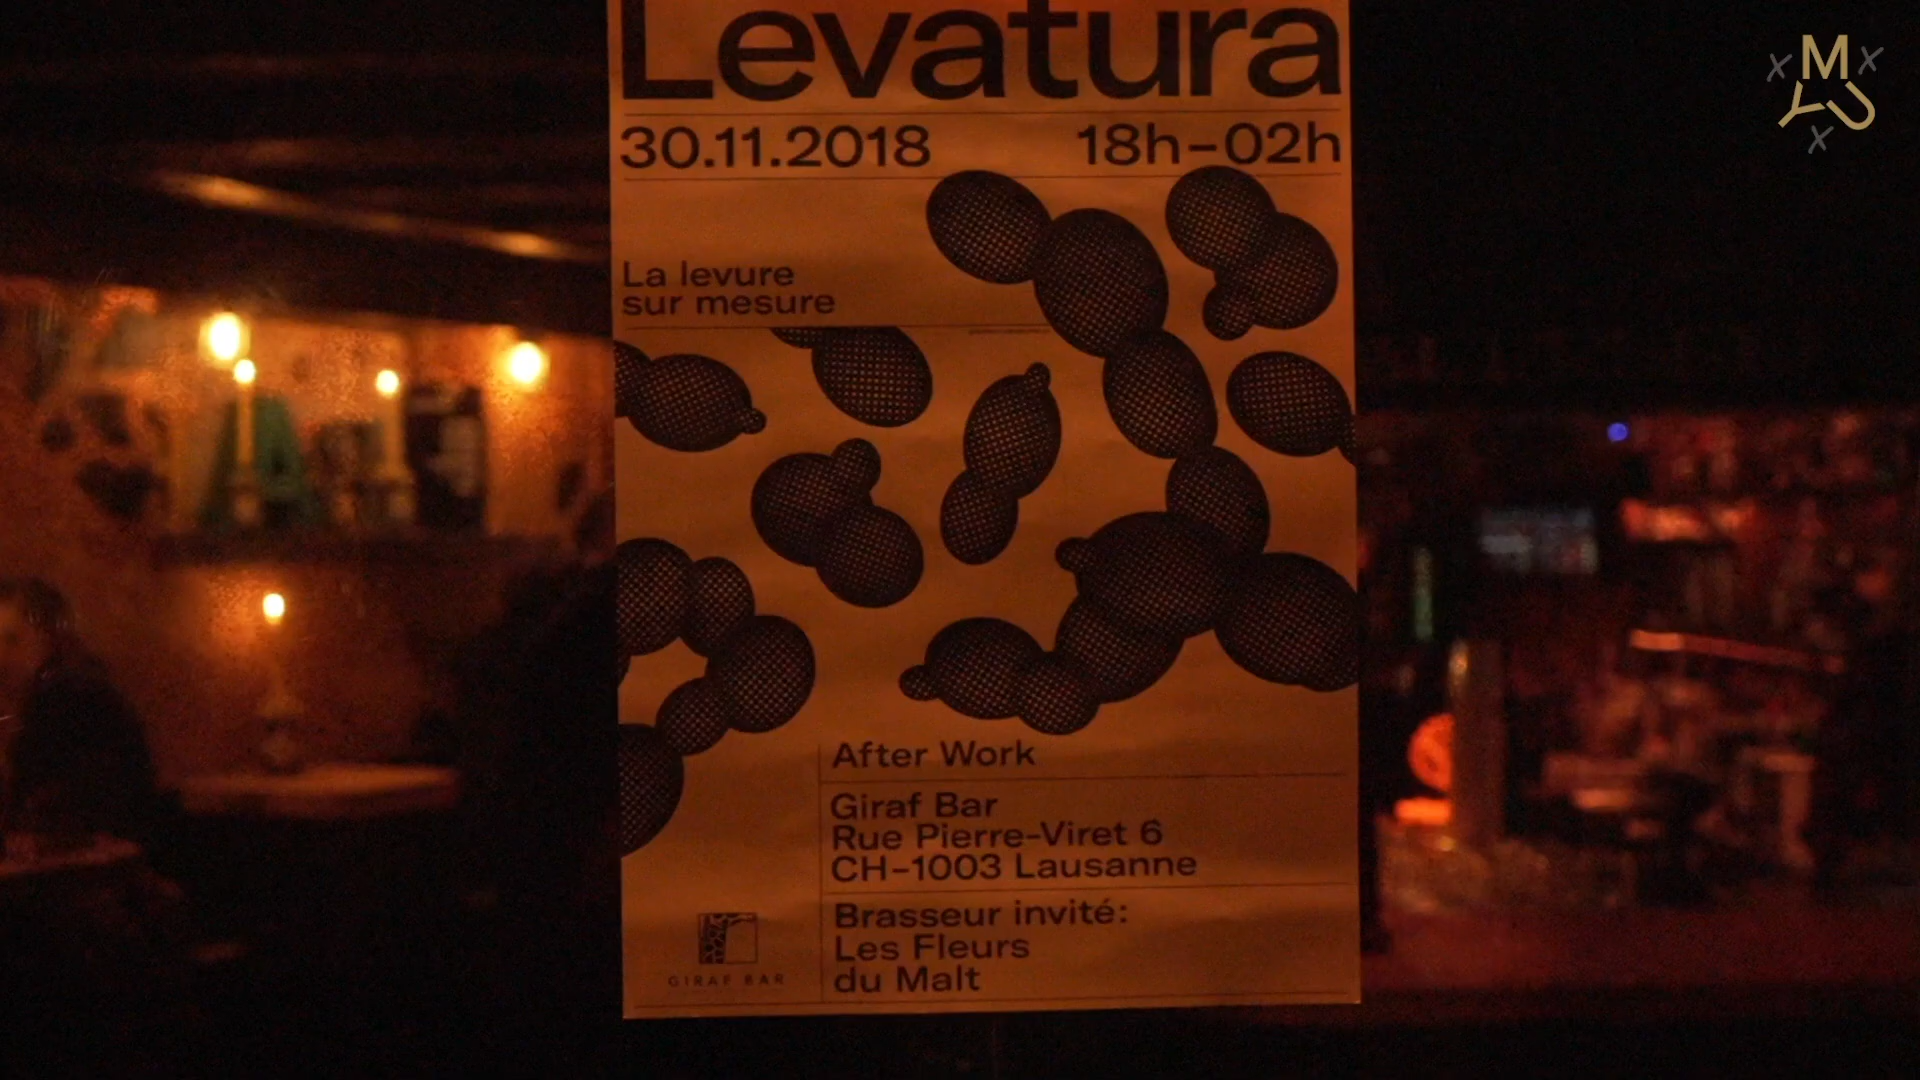 Levatura
30.11.2018 18h-02h
La levure
sur mesure
After Work
Giraf Bar
Rue Pierre-Viret 6
CH-1003 Lausanne
Brasseur invité:
Les Fleurs
du Malt
GIRAF BAR